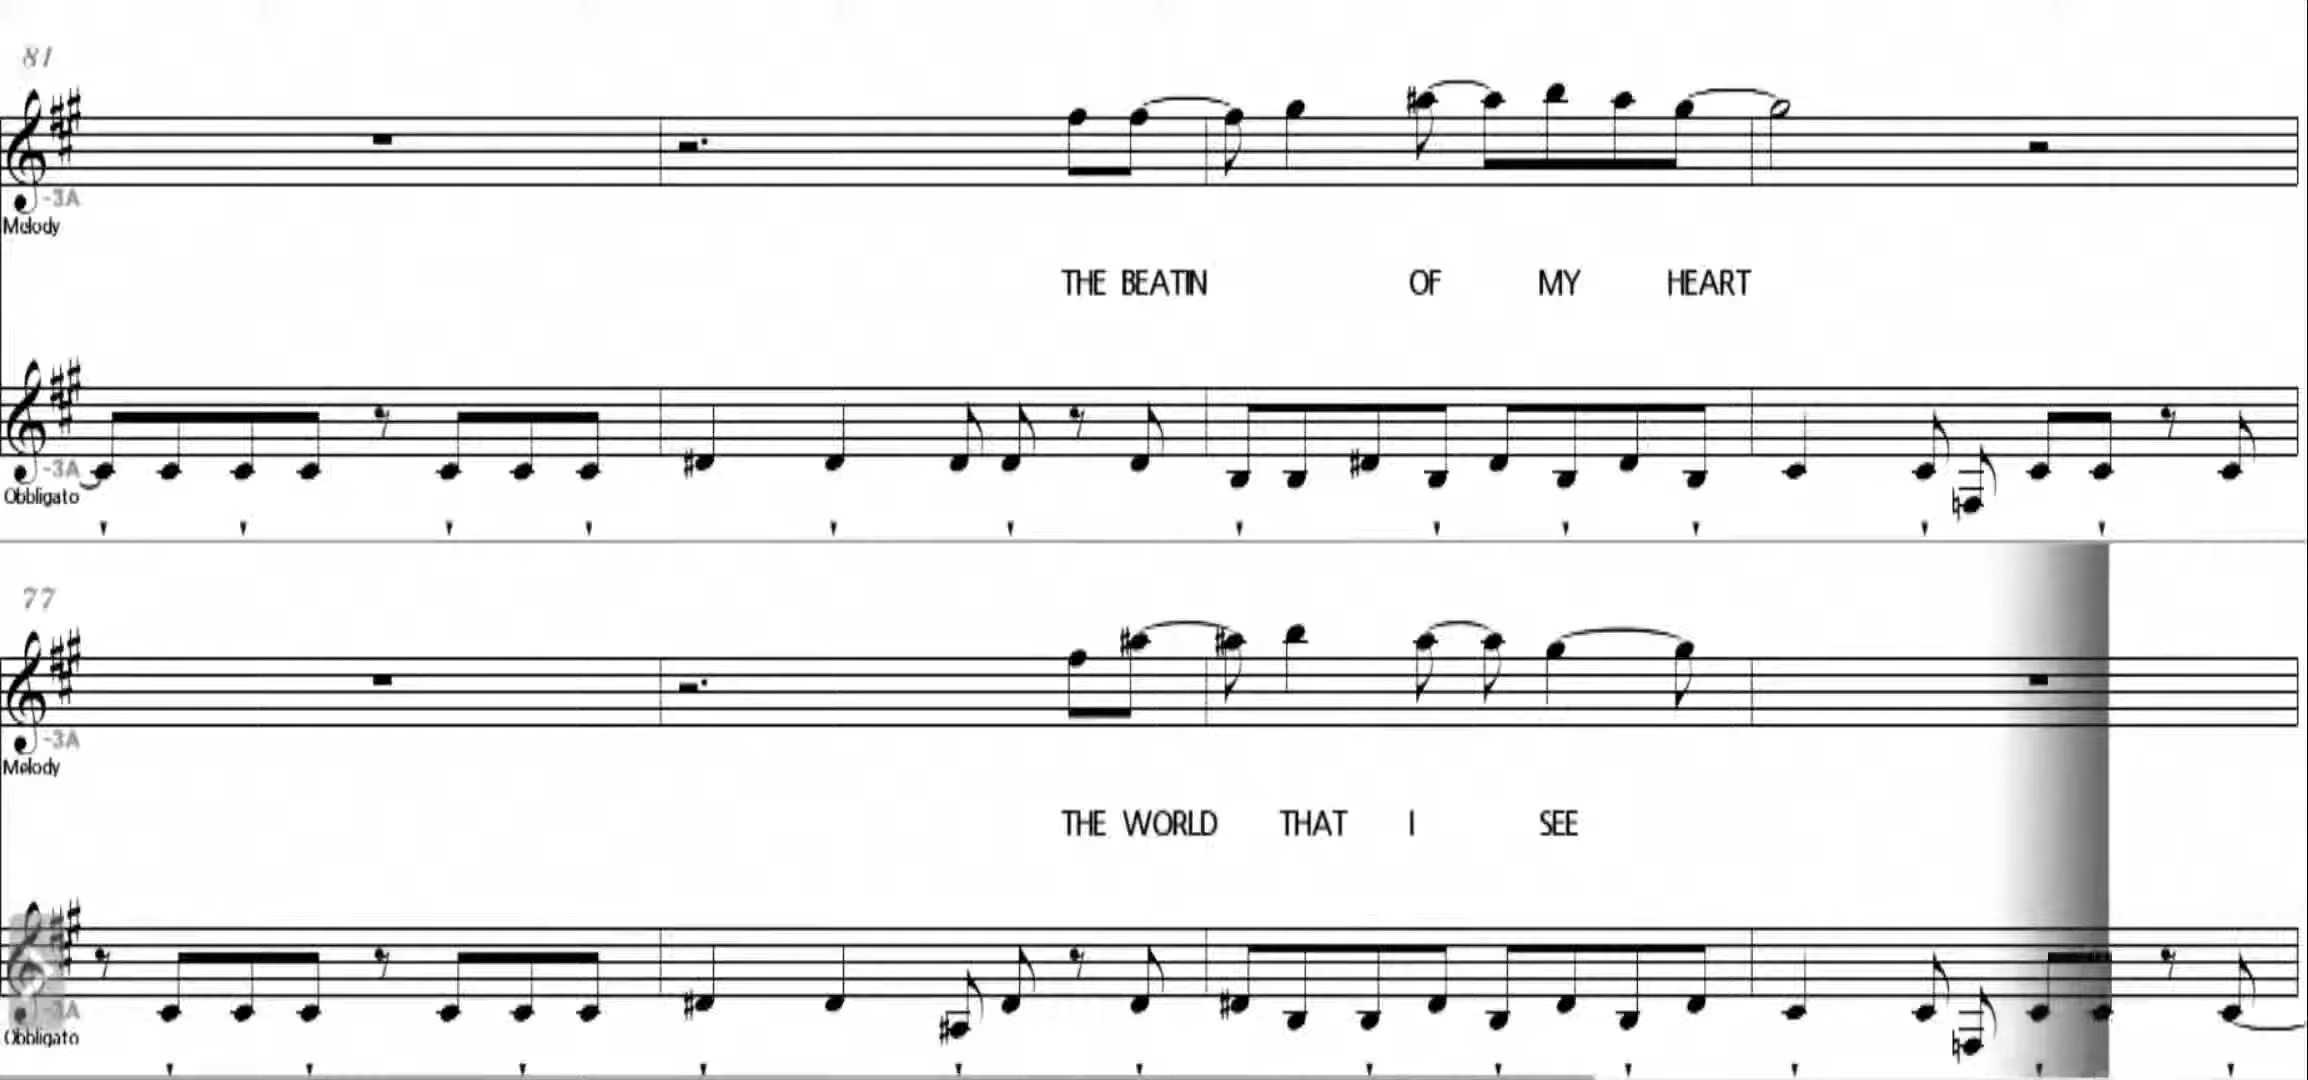 81
-3A
Melody
THE BEATIN OF MY HEART
-3A
Obbligato
77
-3A
Melody
THE WORLD THAT I SEE
-3A
Obbligato